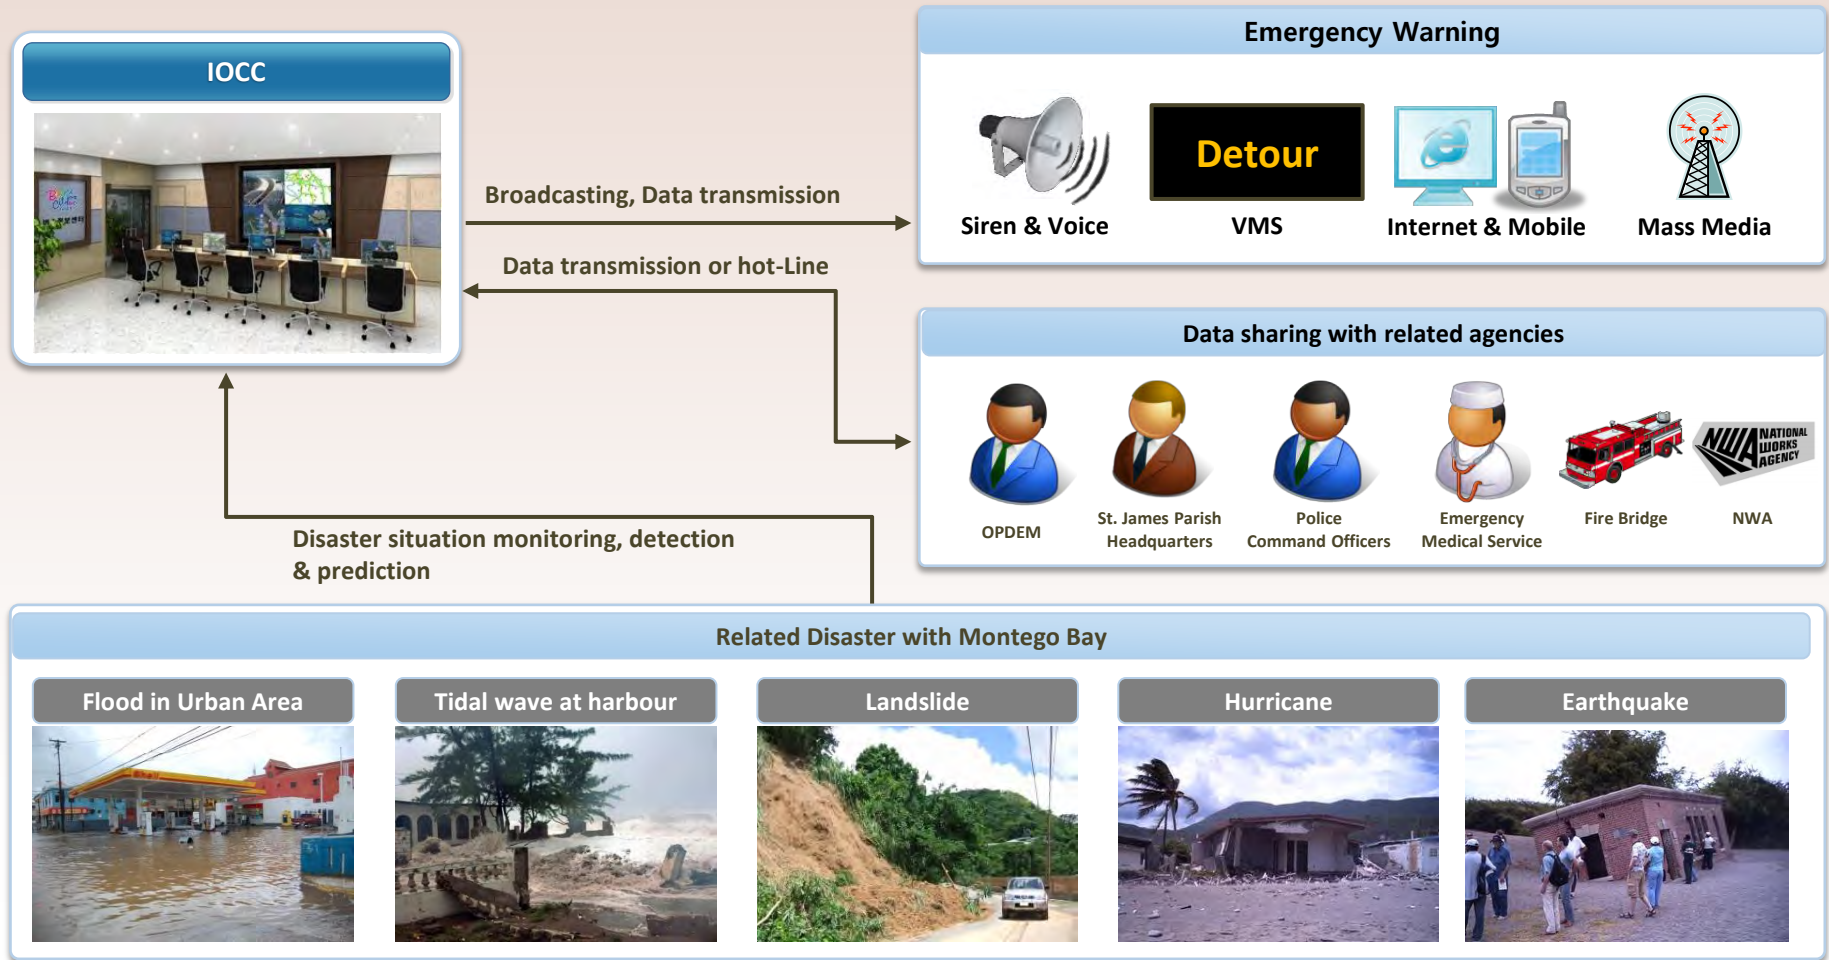 IOCC
Emergency Warning
Detour
Siren & Voice
VMS
Internet & Mobile
Mass Media
Broadcasting, Data transmission
Data transmission or hot-Line
Data sharing with related agencies
NWA NATIONAL
WORKS
AGENCY
OPDEM
St. James Parish
Headquarters
Police
Command Officers
Emergency
Medical Service
Fire Bridge
NWA
Disaster situation monitoring, detection
& prediction
Related Disaster with Montego Bay
Flood in Urban Area
Tidal wave at harbour
Landslide
Hurricane
Earthquake